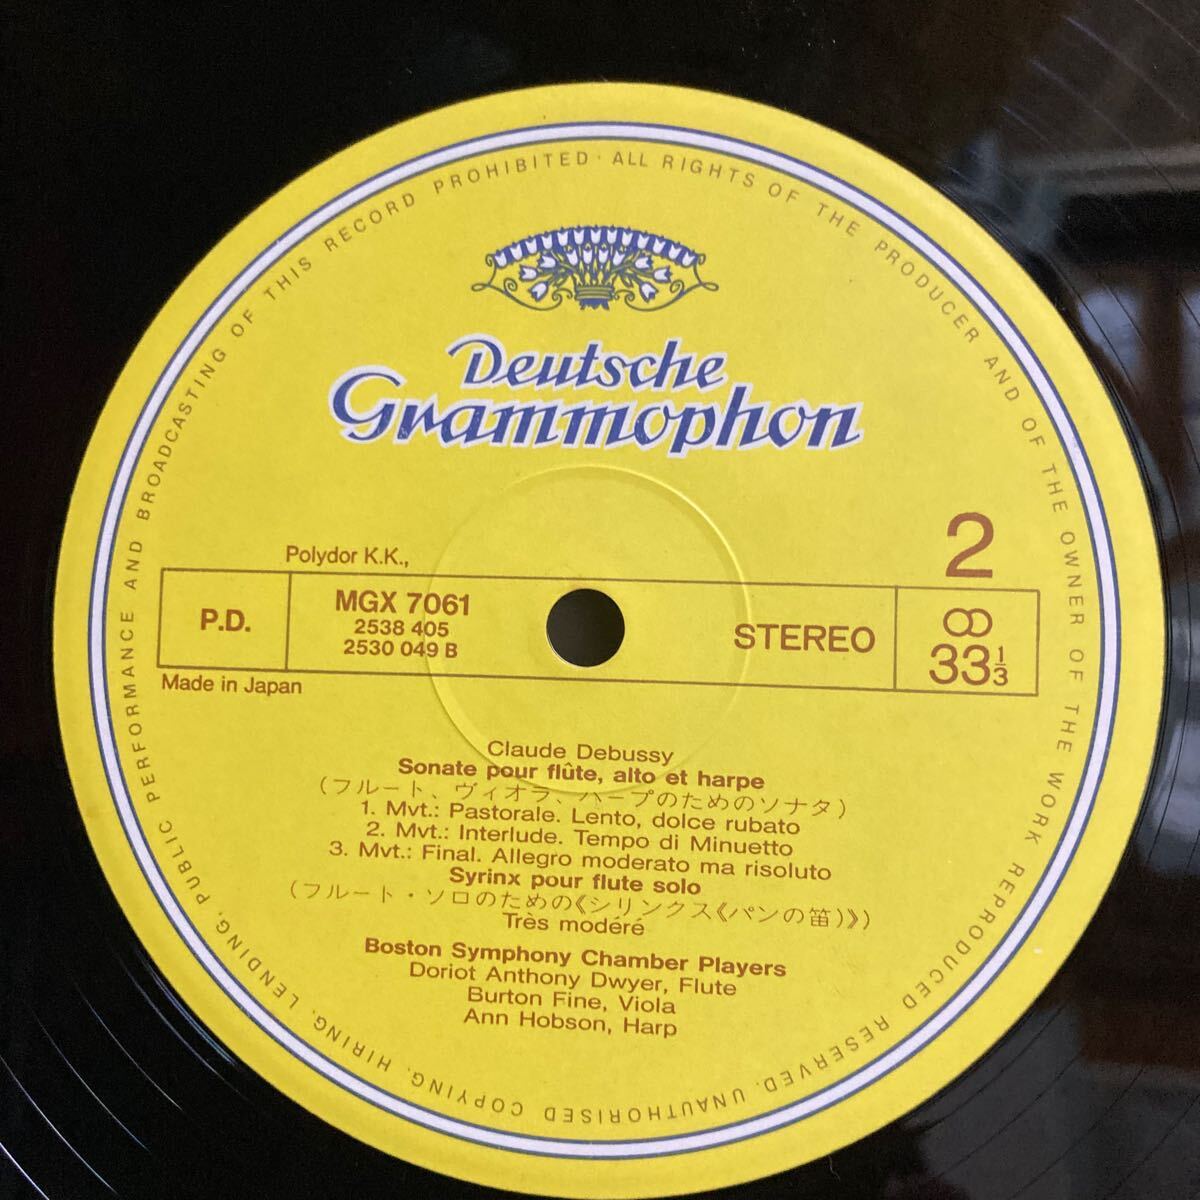 PUBLIC PERFORMANCE AND BROADCASTING OF THIS RECORD PROHIBITED · ALL RIGHTS OF THE PRODUCER AND OF THE OWNER OF THE WORK REPRODUCED RESERVED. UNAUTHORISED COPYING, HIRING, LENDING,
Deutsche
Grammophon
2
Polydor K.K.,
P.D.
MGX 7061
2538 405
2530 049 B
STEREO
33 1/3
Made in Japan
Claude Debussy
Sonate pour flûte, alto et harpe
(フルート、ヴィオラ、ハープのためのソナタ)
1. Mvt.: Pastorale. Lento, dolce rubato
2. Mvt.: Interlude. Tempo di Minuetto
3. Mvt.: Final. Allegro moderato ma risoluto
Syrinx pour flute solo
(フルート・ソロのための《シリンクス《パンの笛)》)
Très modéré
Boston Symphony Chamber Players
Doriot Anthony Dwyer, Flute
Burton Fine, Viola
Ann Hobson, Harp